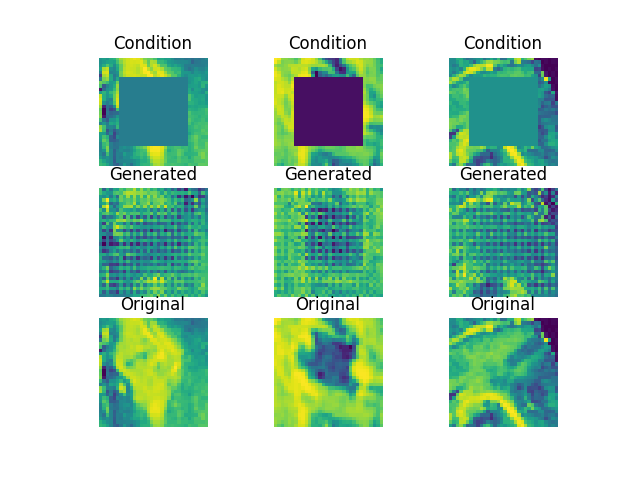 Condition Condition Condition
Generated Generated Generated
Original Original Original